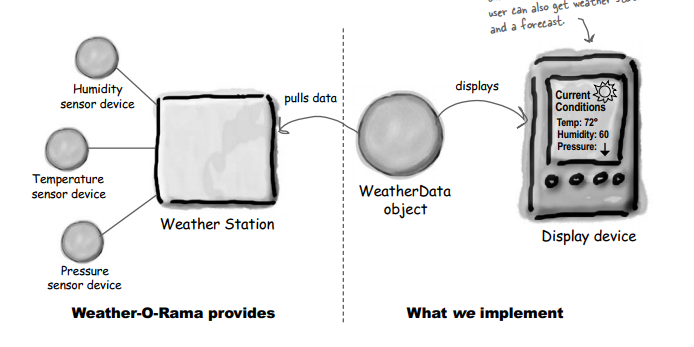 user can also get weather
and a forecast.
Humidity
sensor device
pulls data
displays
Current
Conditions
Temp: 72°
Humidity: 60
Pressure:
Temperature
sensor device
Weather Station
WeatherData
object
Display device
Pressure
sensor device
Weather-O-Rama provides
What we implement